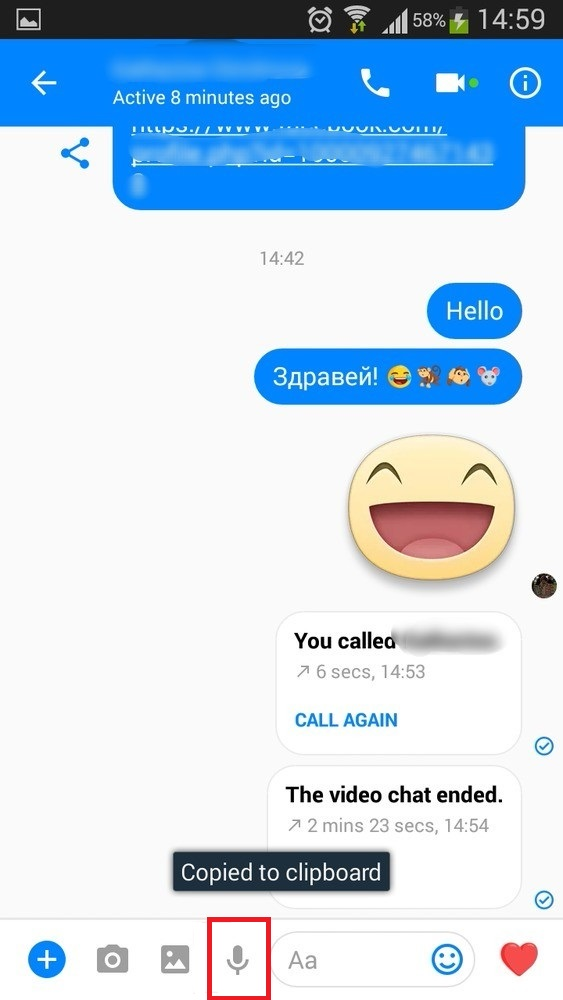 58% 14:59
Active 8 minutes ago
14:42
Hello
Здравей! 😂🐒🙈🐭
You called
6 secs, 14:53
CALL AGAIN
The video chat ended.
2 mins 23 secs, 14:54
Copied to clipboard
Aa